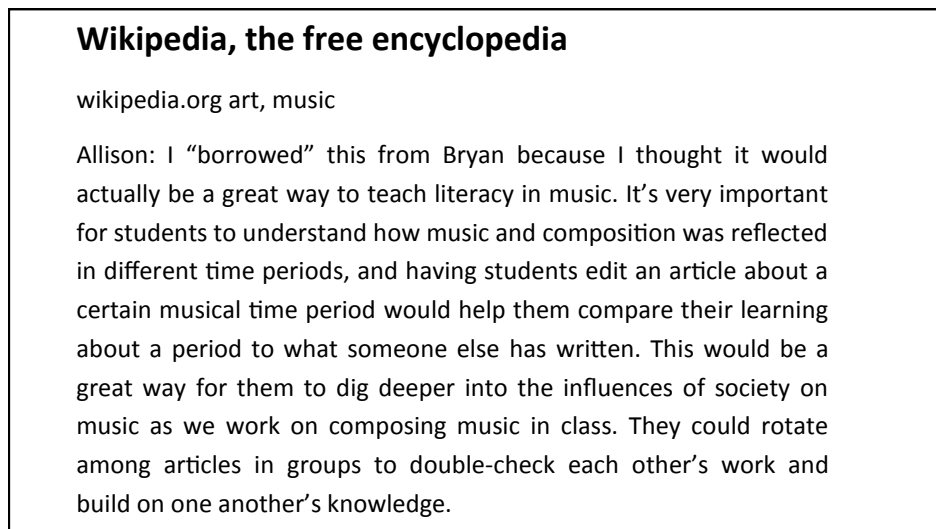 Wikipedia, the free encyclopedia
wikipedia.org art, music
Allison: I “borrowed” this from Bryan because I thought it would
actually be a great way to teach literacy in music. It’s very important
for students to understand how music and composition was reflected
in different time periods, and having students edit an article about a
certain musical time period would help them compare their learning
about a period to what someone else has written. This would be a
great way for them to dig deeper into the influences of society on
music as we work on composing music in class. They could rotate
among articles in groups to double-check each other’s work and
build on one another’s knowledge.